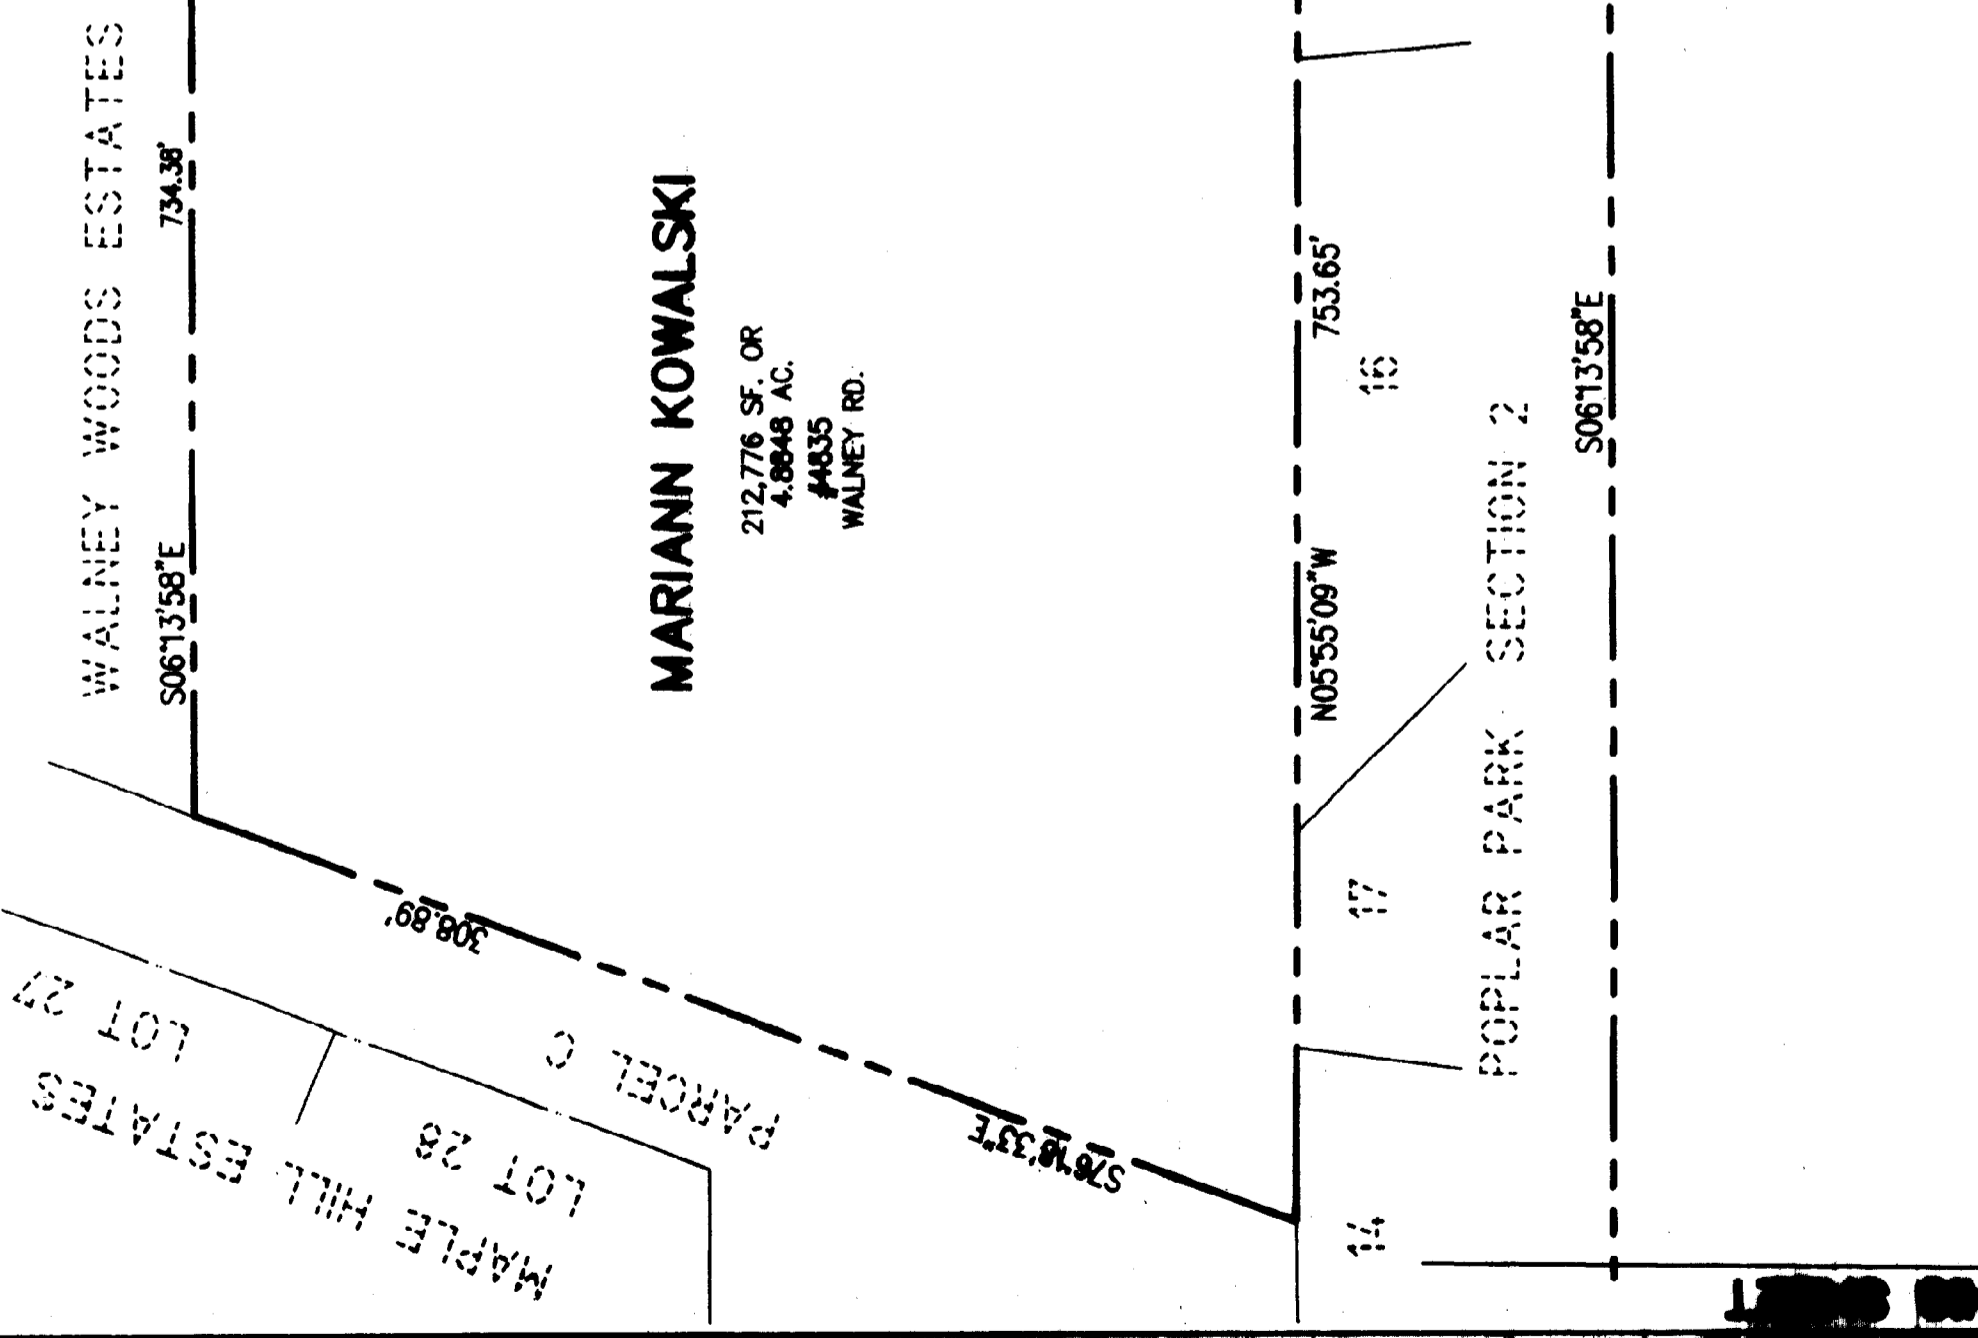 WALNEY WOODS ESTATES
S06°13'58"E
734.38'
MARIANN KOWALSKI
212,776 SF. OR
4.8848 AC.
#4835
WALNEY RD.
N05°55'09"W
753.65'
16
17
14
POPLAR PARK SECTION 2
S06°13'58"E
308.89'
S76°18'33"E
PARCEL C
LOT 27
LOT 28
MAPLE HILL ESTATES